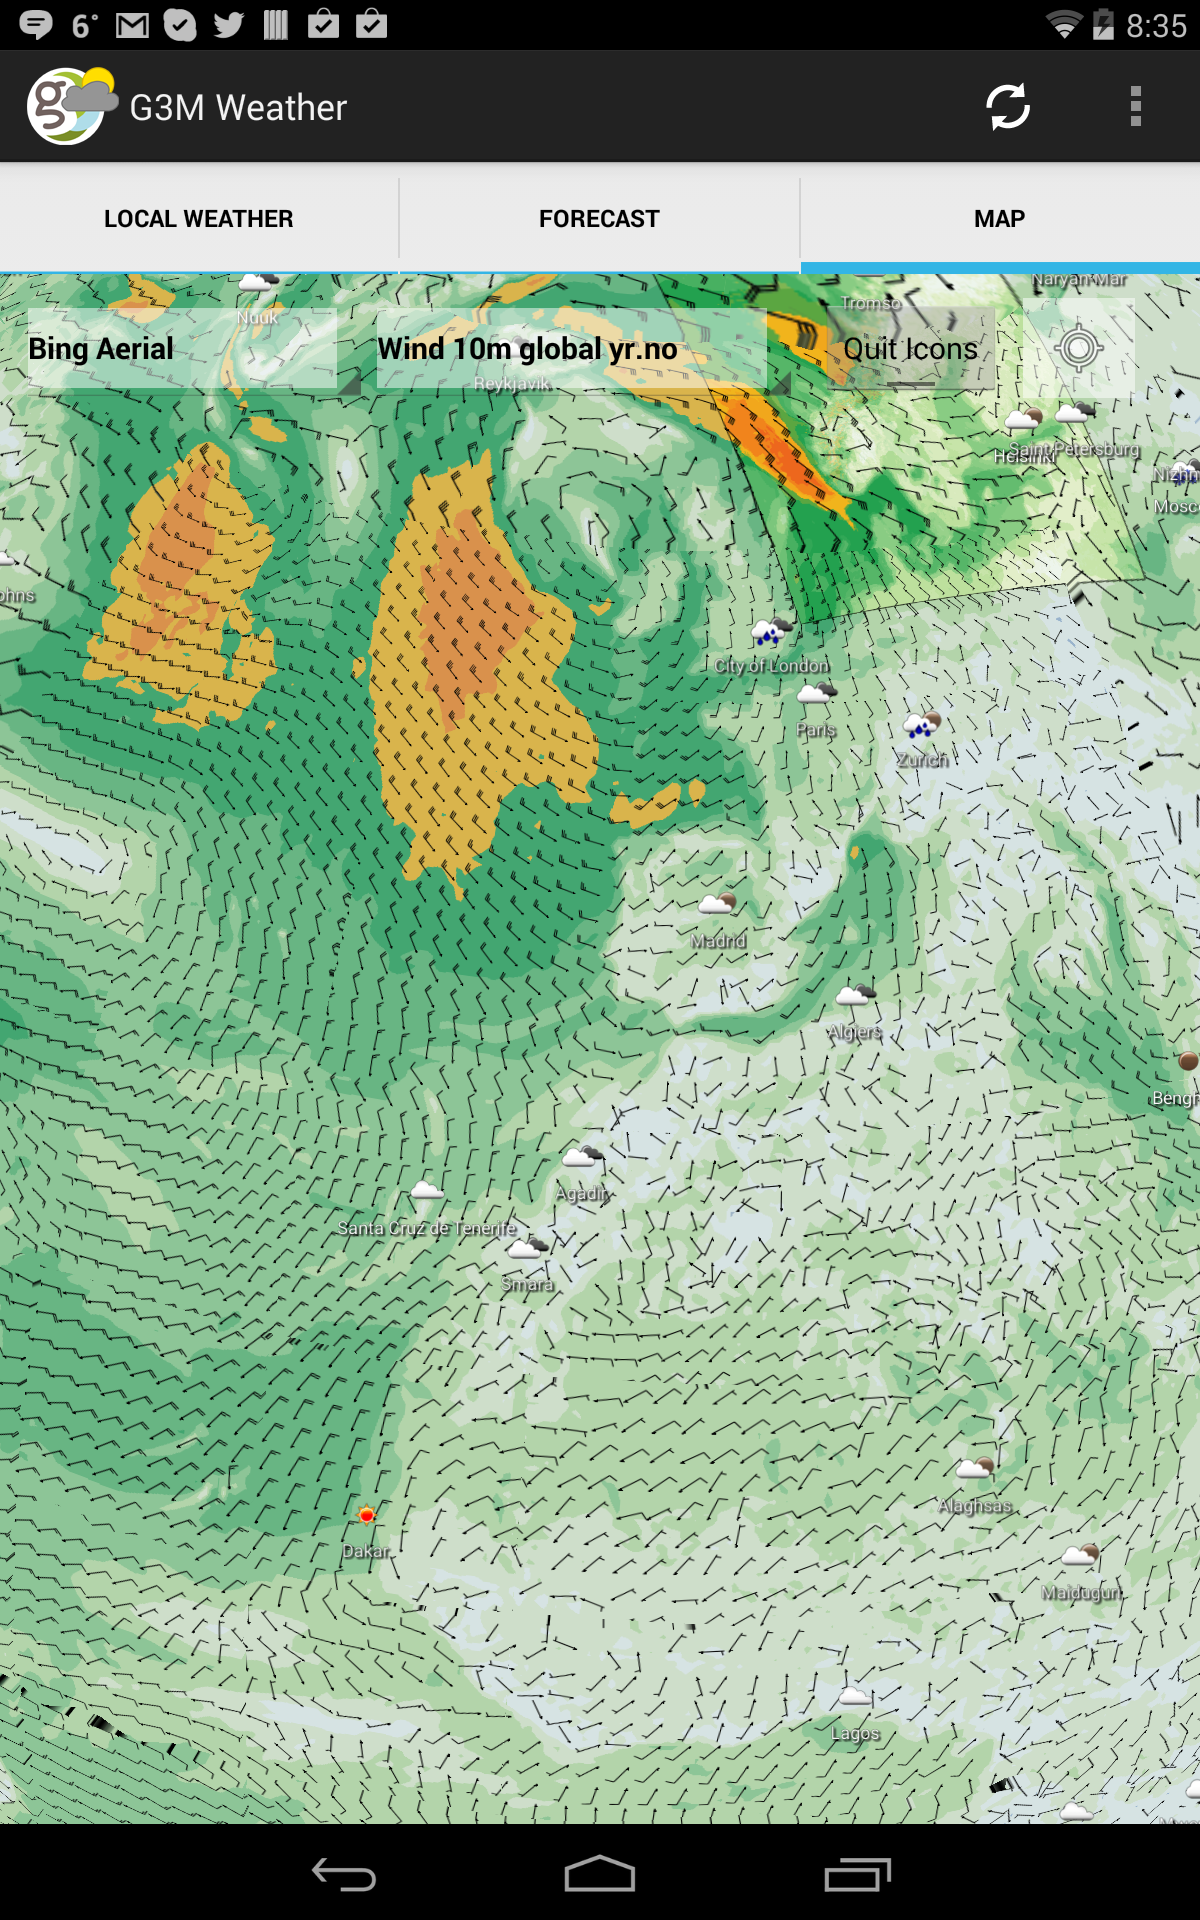 6°
8:35
G3M Weather
LOCAL WEATHER
FORECAST
MAP
Naryan-Mar
Tromso
Nuuk
Bing Aerial
Wind 10m global yr.no
Quit Icons
Reykjavik
Saint Petersburg
Helsinki
Nizhn
Mosc
ohns
City of London
Paris
Zurich
Madrid
Algiers
Bengh
Agadir
Santa Cruz de Tenerife
Smara
Alaghsas
Dakar
Maiduguri
Lagos